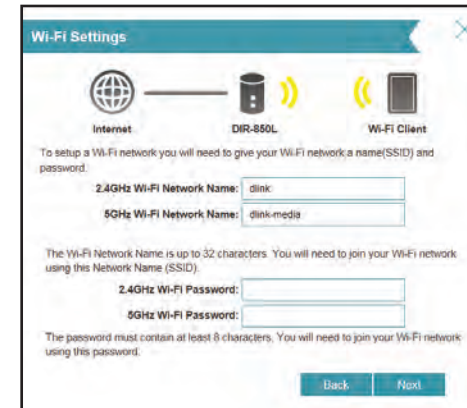 Wi-Fi Settings
Internet
DIR-850L
Wi-Fi Client
To setup a Wi-Fi network you will need to give your Wi-Fi network a name(SSID) and
password.
2.4GHz Wi-Fi Network Name: dlink
5GHz Wi-Fi Network Name: dlink-media
The Wi-Fi Network Name is up to 32 characters. You will need to join your Wi-Fi network
using this Network Name (SSID).
2.4GHz Wi-Fi Password:
5GHz Wi-Fi Password:
The password must contain at least 8 characters. You will need to join your Wi-Fi network
using this password.
Back Next